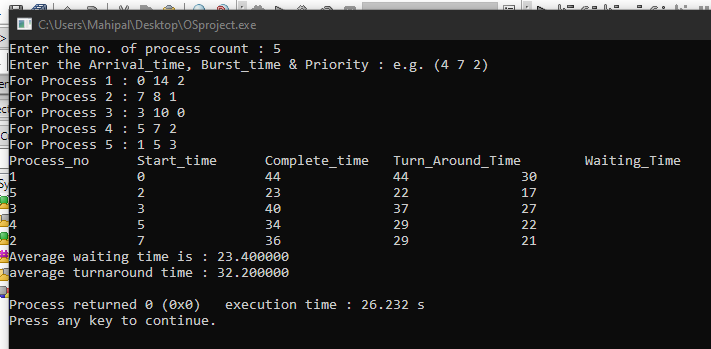 C:\Users\Mahipal\Desktop\OSproject.exe
Enter the no. of process count : 5
Enter the Arrival_time, Burst_time & Priority : e.g. (4 7 2)
For Process 1 : 0 14 2
For Process 2 : 7 8 1
For Process 3 : 3 10 0
For Process 4 : 5 7 2
For Process 5 : 1 5 3
Process_no Start_time Complete_time Turn_Around_Time Waiting_Time
1 0 44 44 30
5 2 23 22 17
3 3 40 37 27
4 5 34 29 22
2 7 36 29 21
Average waiting time is : 23.400000
average turnaround time : 32.200000
Process returned 0 (0x0) execution time : 26.232 s
Press any key to continue.